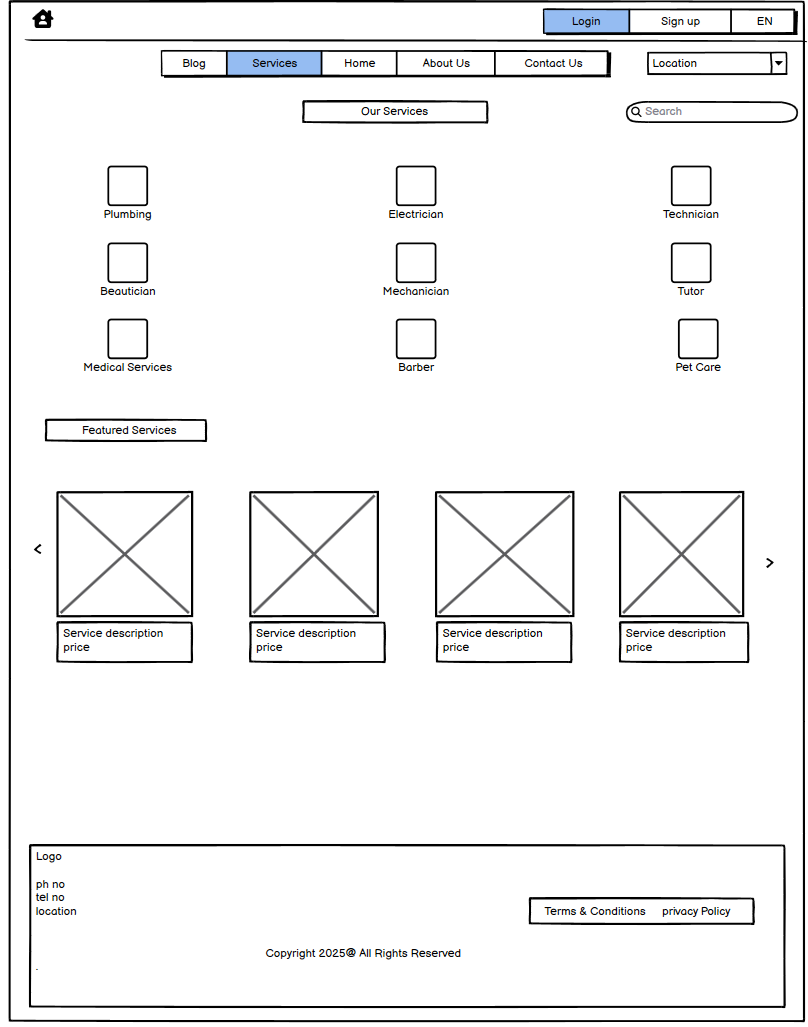 Login Sign up EN
Blog Services Home About Us Contact Us Location
Our Services Search
Plumbing Electrician Technician
Beautician Mechanician Tutor
Medical Services Barber Pet Care
Featured Services
< >
Service description Service description Service description Service description
price price price price
Logo
ph no
tel no
location Terms & Conditions privacy Policy
Copyright 2025@ All Rights Reserved
.